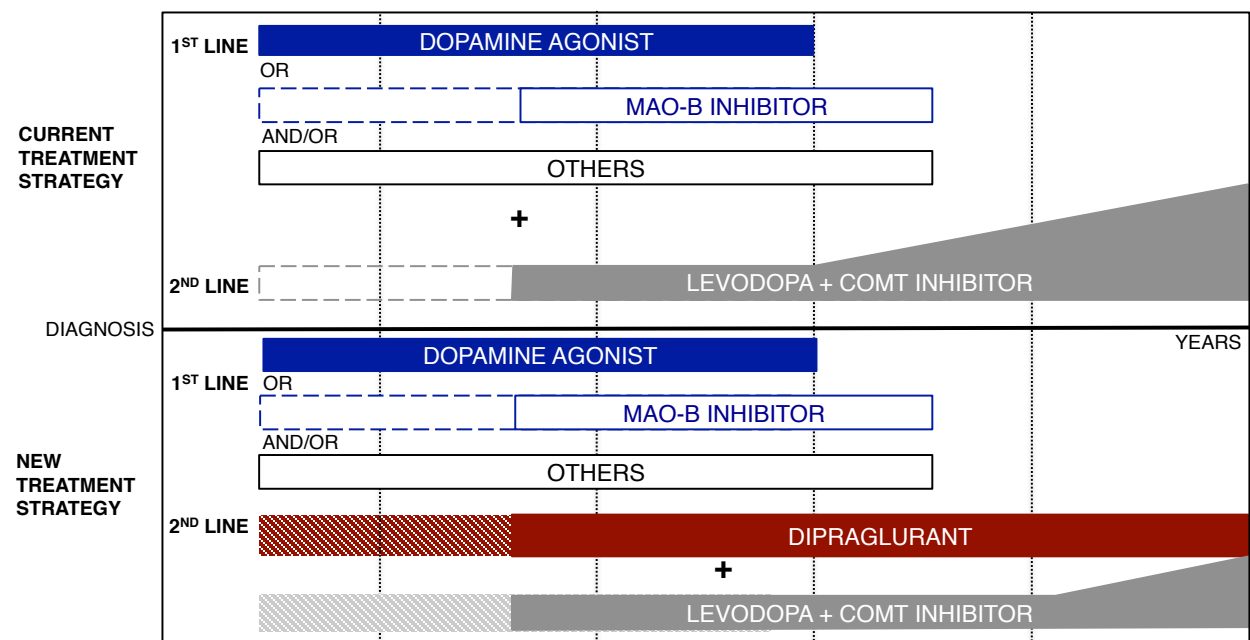 1ST LINE
DOPAMINE AGONIST
OR
MAO-B INHIBITOR
AND/OR
CURRENT
TREATMENT
STRATEGY
OTHERS
+
2ND LINE
LEVODOPA + COMT INHIBITOR
DIAGNOSIS
YEARS
DOPAMINE AGONIST
1ST LINE
OR
MAO-B INHIBITOR
AND/OR
NEW
TREATMENT
STRATEGY
OTHERS
2ND LINE
DIPRAGLURANT
+
LEVODOPA + COMT INHIBITOR